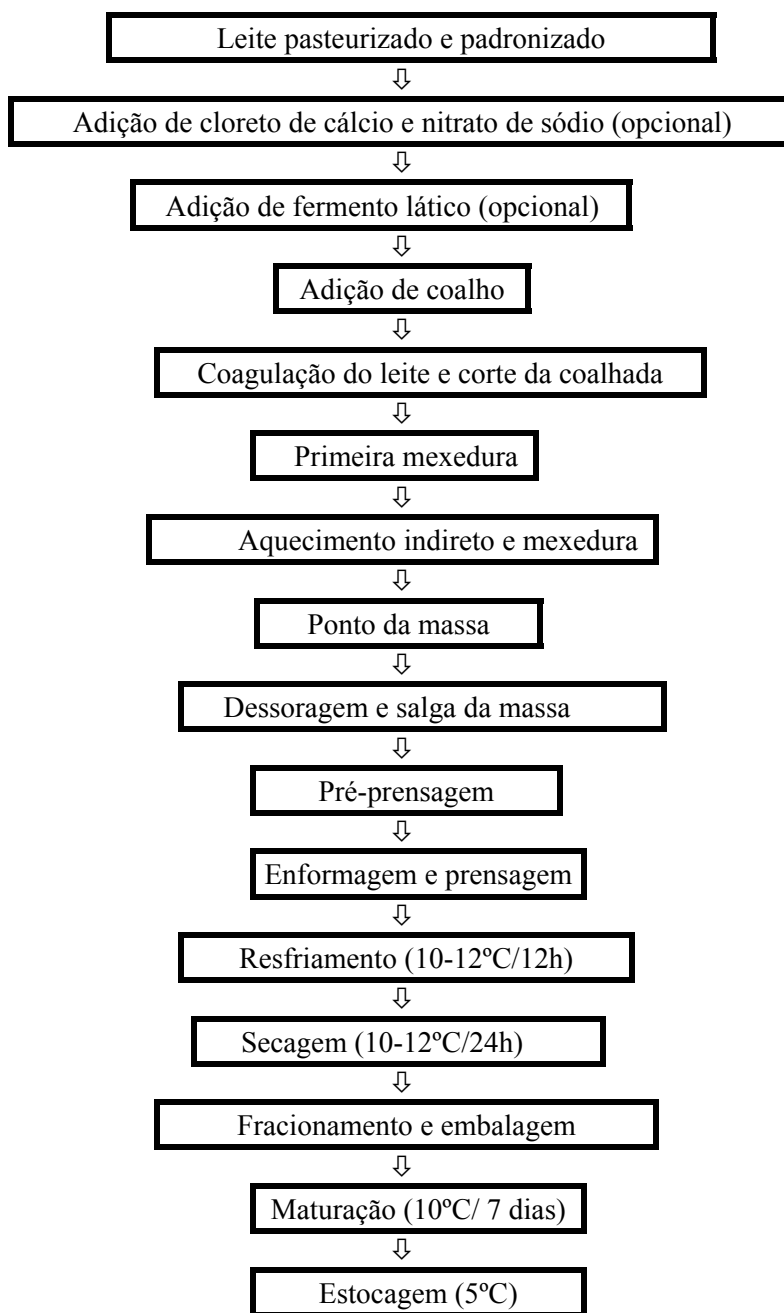 Leite pasteurizado e padronizado
⇩
Adição de cloreto de cálcio e nitrato de sódio (opcional)
⇩
Adição de fermento lático (opcional)
⇩
Adição de coalho
⇩
Coagulação do leite e corte da coalhada
⇩
Primeira mexedura
⇩
Aquecimento indireto e mexedura
⇩
Ponto da massa
⇩
Dessoragem e salga da massa
⇩
Pré-prensagem
⇩
Enformagem e prensagem
⇩
Resfriamento (10-12ºC/12h)
⇩
Secagem (10-12ºC/24h)
⇩
Fracionamento e embalagem
⇩
Maturação (10ºC/ 7 dias)
⇩
Estocagem (5ºC)